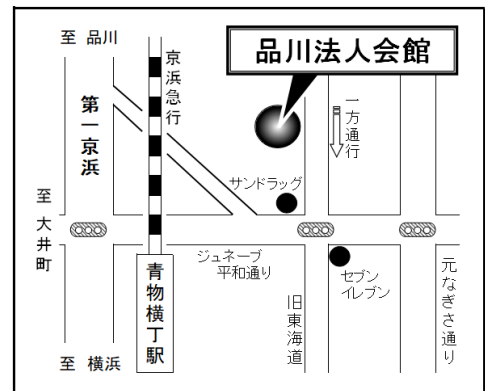 至 品川
京浜急行
品川法人会館
第一京浜
一方通行
サンドラッグ
至 大井町
ジュネーブ
平和通り
青物横丁駅
旧東海道
セブン
イレブン
元なぎさ通り
至 横浜